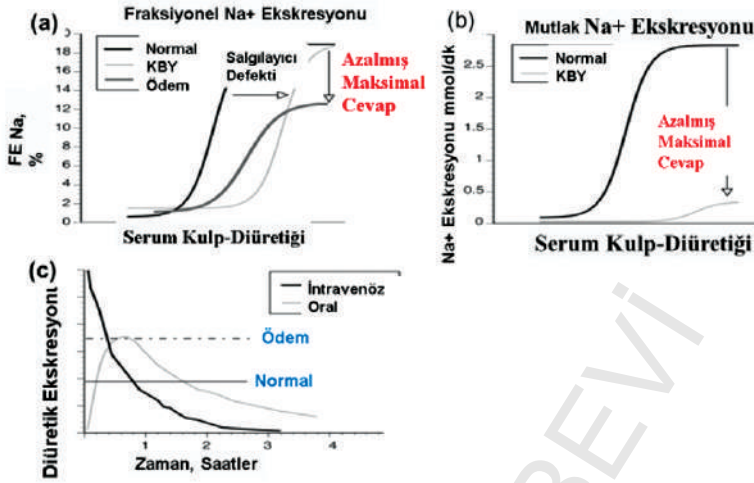 (a)
Fraksiyonel Na+ Ekskresyonu
Normal
KBY
Ödem
Salgılayıcı
Defekti
Azalmış
Maksimal
Cevap
FE Na,
%
20
18
16
14
12
10
8
6
4
2
0
Serum Kulp-Diüretiği
(b)
Mutlak Na+ Ekskresyonu
Normal
KBY
Azalmış
Maksimal
Cevap
Na+ Ekskresyonu mmol/dk
2.5
2
1.5
1
0.5
0
Serum Kulp-Diüretiği
(c)
İntravenöz
Oral
Ödem
Normal
Diüretik Ekskresyonu
1 2 3 4
Zaman, Saatler
BEVİ